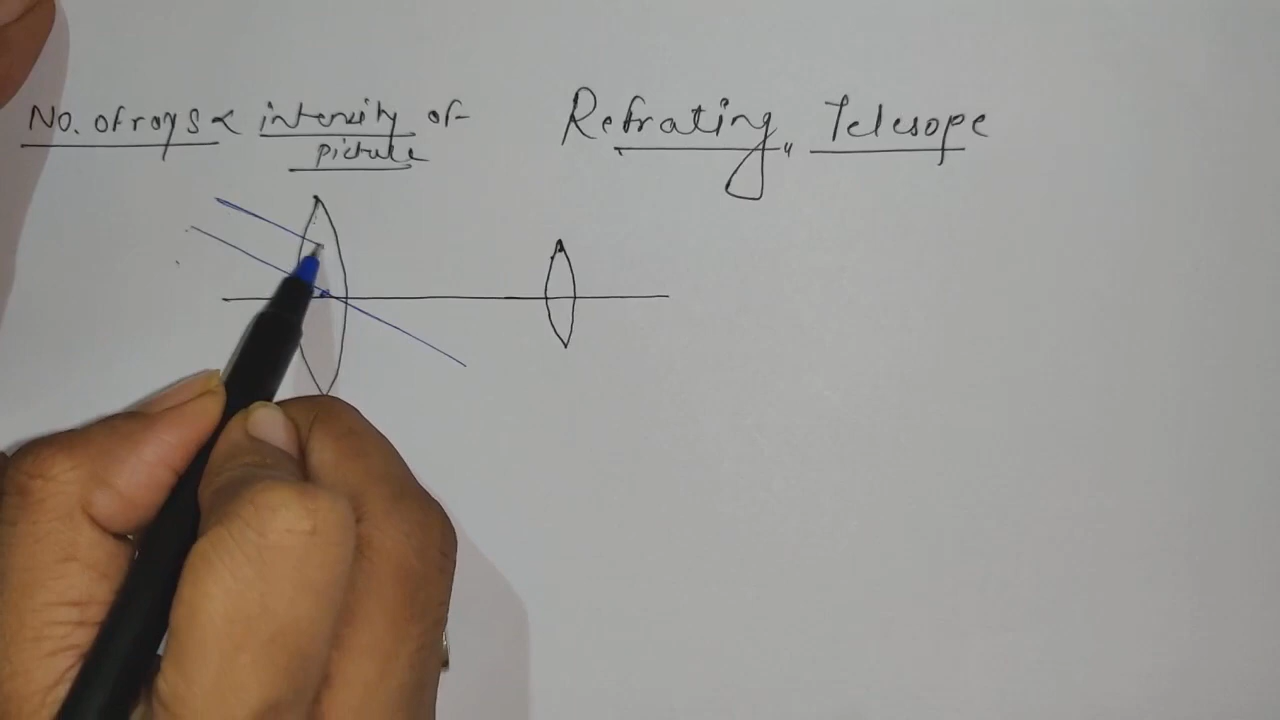 No. of rays ∝ intensity of
picture
Refrating Telesope